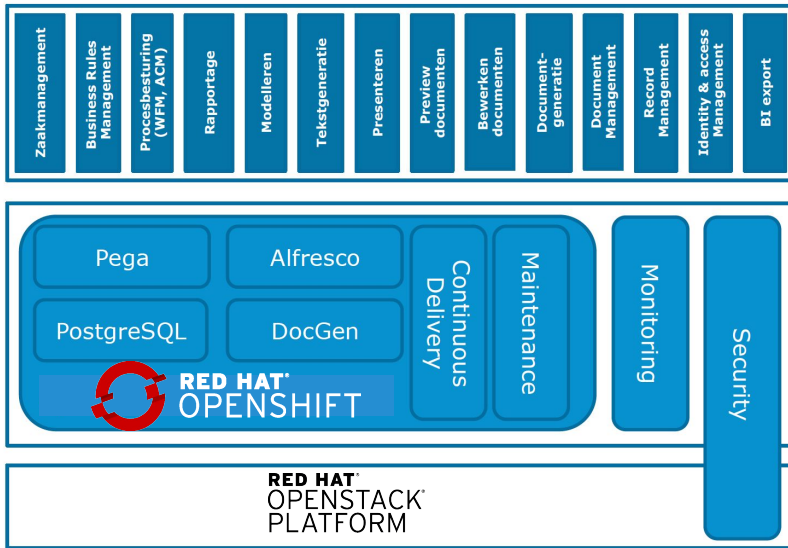 Zaakmanagement
Business Rules
Management
Procesbesturing
(WFM, ACM)
Rapportage
Modelleren
Tekstgeneratie
Presenteren
Preview
documenten
Bewerken
documenten
Document-
generatie
Document
Management
Record
Management
Identity & access
Management
BI export
Pega
Alfresco
PostgreSQL
DocGen
Continuous
Delivery
Maintenance
Monitoring
Security
RED HAT®
OPENSHIFT
RED HAT®
OPENSTACK®
PLATFORM